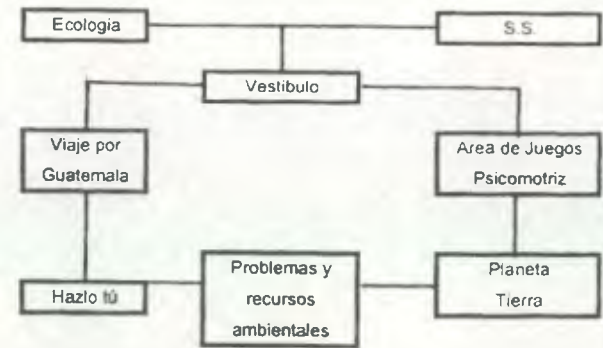 Ecologia
S.S.
Vestibulo
Viaje por
Guatemala
Area de Juegos
Psicomotriz
Hazlo tú
Problemas y
recursos
ambientales
Planeta
Tierra